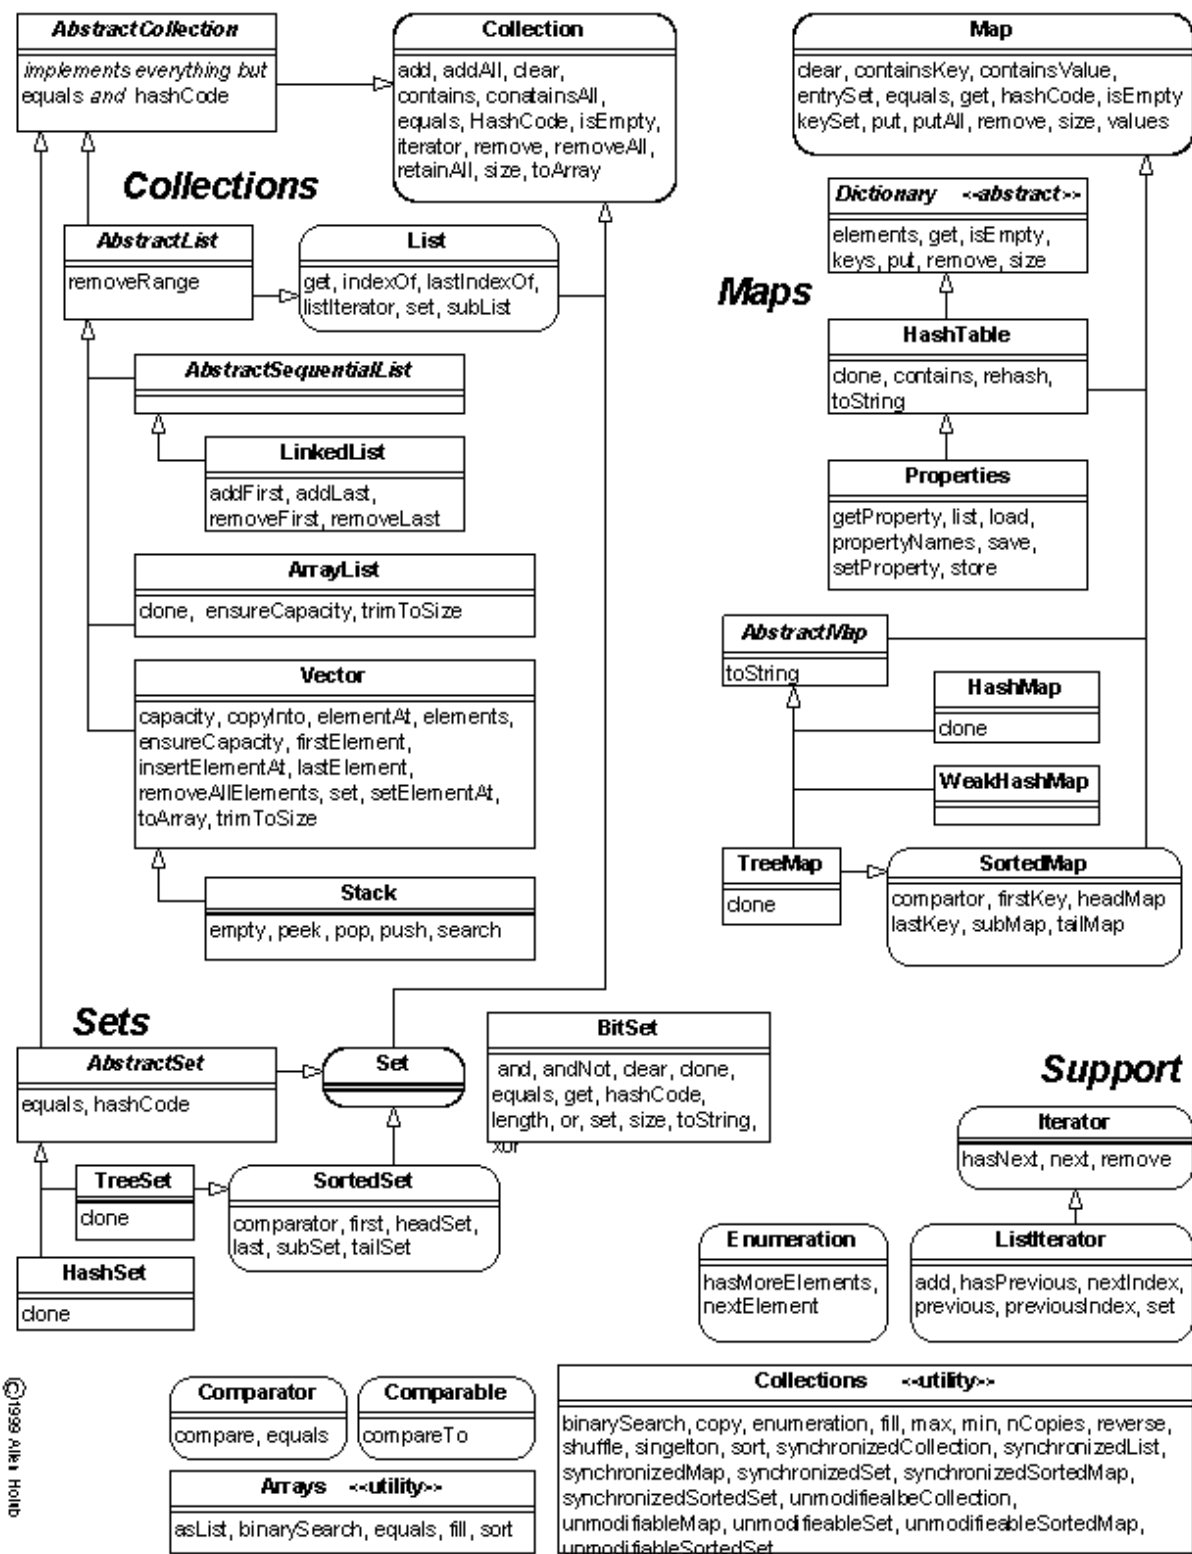 AbstractCollection
implements everything but
equals and hashCode
Collection
add, addAll, clear,
contains, conatainsAll,
equals, HashCode, isEmpty,
iterator, remove, removeAll,
retainAll, size, toArray
Map
clear, containsKey, containsValue,
entrySet, equals, get, hashCode, isEmpty
keySet, put, putAll, remove, size, values
Collections
AbstractList
removeRange
List
get, indexOf, lastIndexOf,
listIterator, set, subList
Maps
Dictionary <<abstract>>
elements, get, isEmpty,
keys, put, remove, size
HashTable
clone, contains, rehash,
toString
Properties
getProperty, list, load,
propertyNames, save,
setProperty, store
AbstractSequentialList
LinkedList
addFirst, addLast,
removeFirst, removeLast
ArrayList
clone, ensureCapacity, trimToSize
Vector
capacity, copyInto, elementAt, elements,
ensureCapacity, firstElement,
insertElementAt, lastElement,
removeAllElements, set, setElementAt,
toArray, trimToSize
Stack
empty, peek, pop, push, search
AbstractMap
toString
HashMap
clone
WeakHashMap
TreeMap
clone
SortedMap
compartor, firstKey, headMap
lastKey, subMap, tailMap
Sets
AbstractSet
equals, hashCode
Set
BitSet
and, andNot, clear, clone,
equals, get, hashCode,
length, or, set, size, toString,
xor
TreeSet
clone
SortedSet
comparator, first, headSet,
last, subSet, tailSet
HashSet
clone
Support
Iterator
hasNext, next, remove
Enumeration
hasMoreElements,
nextElement
ListIterator
add, hasPrevious, nextIndex,
previous, previousIndex, set
Comparator
compare, equals
Comparable
compareTo
Arrays <<utility>>
asList, binarySearch, equals, fill, sort
Collections <<utility>>
binarySearch, copy, enumeration, fill, max, min, nCopies, reverse,
shuffle, singelton, sort, synchronizedCollection, synchronizedList,
synchronizedMap, synchronizedSet, synchronizedSortedMap,
synchronizedSortedSet, unmodifiealbeCollection,
unmodifiableMap, unmodifieableSet, unmodifieableSortedMap,
unmodifiableSortedSet
©1999 Allen Holub